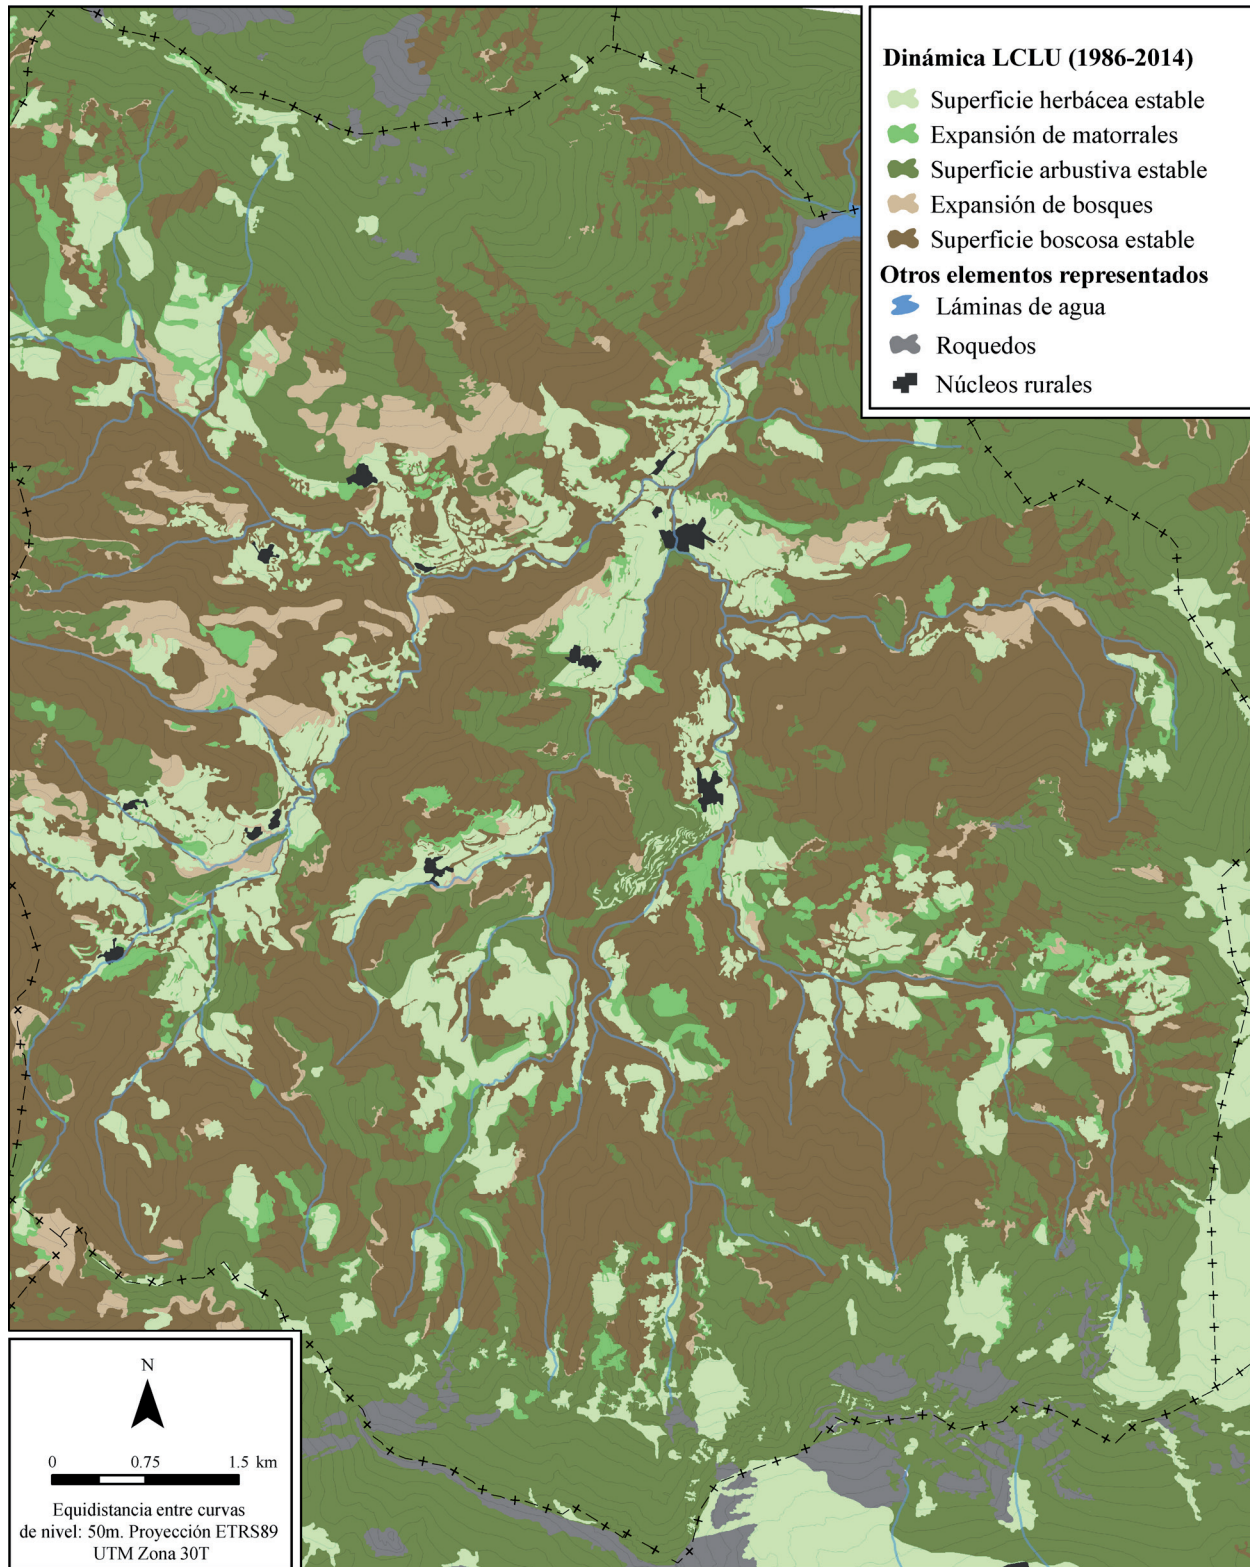 Dinámica LCLU (1986-2014)
Superficie herbácea estable
Expansión de matorrales
Superficie arbustiva estable
Expansión de bosques
Superficie boscosa estable
Otros elementos representados
Láminas de agua
Roquedos
Núcleos rurales
N
0 0.75 1.5 km
Equidistancia entre curvas
de nivel: 50m. Proyección ETRS89
UTM Zona 30T